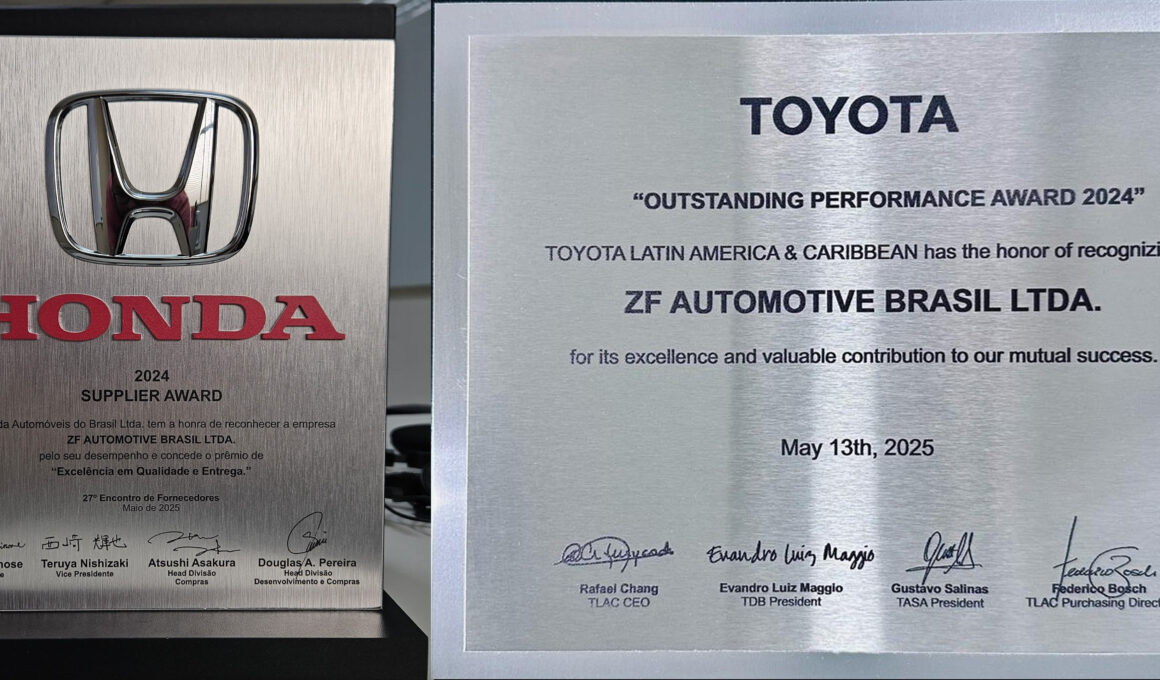 HONDA
2024
SUPPLIER AWARD
Automóveis do Brasil Ltda. tem a honra de reconhecer a empresa
ZF AUTOMOTIVE BRASIL LTDA.
pelo seu desempenho e concede o prêmio de
“Excelência em Qualidade e Entrega.”
27º Encontro de Fornecedores
Maio de 2025
西崎 輝也
Teruya Nishizaki
Vice Presidente
Atsushi Asakura
Head Divisão
Compras
Douglas A. Pereira
Head Divisão
Desenvolvimento e Compras
TOYOTA
“OUTSTANDING PERFORMANCE AWARD 2024”
TOYOTA LATIN AMERICA & CARIBBEAN has the honor of recognizi
ZF AUTOMOTIVE BRASIL LTDA.
for its excellence and valuable contribution to our mutual success.
May 13th, 2025
Evandro Luiz Maggio
Rafael Chang
TLAC CEO
Evandro Luiz Maggio
TDB President
Gustavo Salinas
TASA President
Federico Bosch
TLAC Purchasing Direct